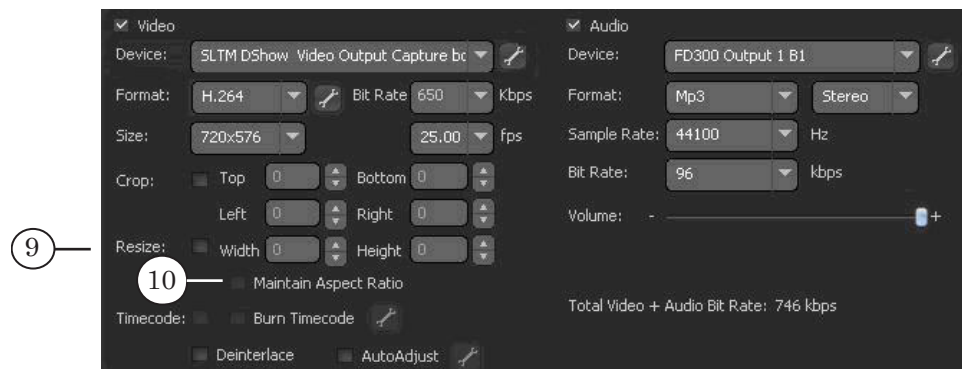 Video
Device: SLTM DShow Video Output Capture bo
Format: H.264 Bit Rate 650 Kbps
Size: 720x576 25.00 fps
Crop: Top 0 Bottom 0
Left 0 Right 0
9 Resize: Width 0 Height 0
10 Maintain Aspect Ratio
Timecode: Burn Timecode
Deinterlace AutoAdjust
Audio
Device: FD300 Output 1 B1
Format: Mp3 Stereo
Sample Rate: 44100 Hz
Bit Rate: 96 kbps
Volume: - +
Total Video + Audio Bit Rate: 746 kbps